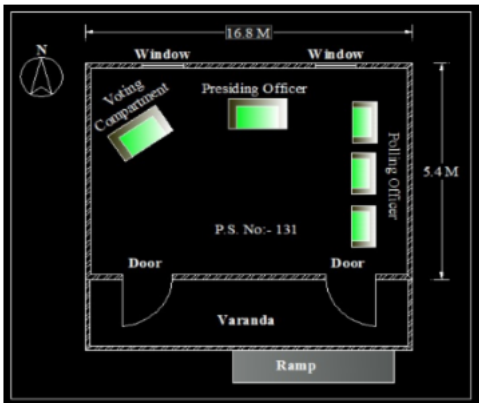 16.8 M
N
Window
Window
Voting
Compartment
Presiding Officer
Polling Officer
5.4 M
P.S. No:- 131
Door
Door
Varanda
Ramp